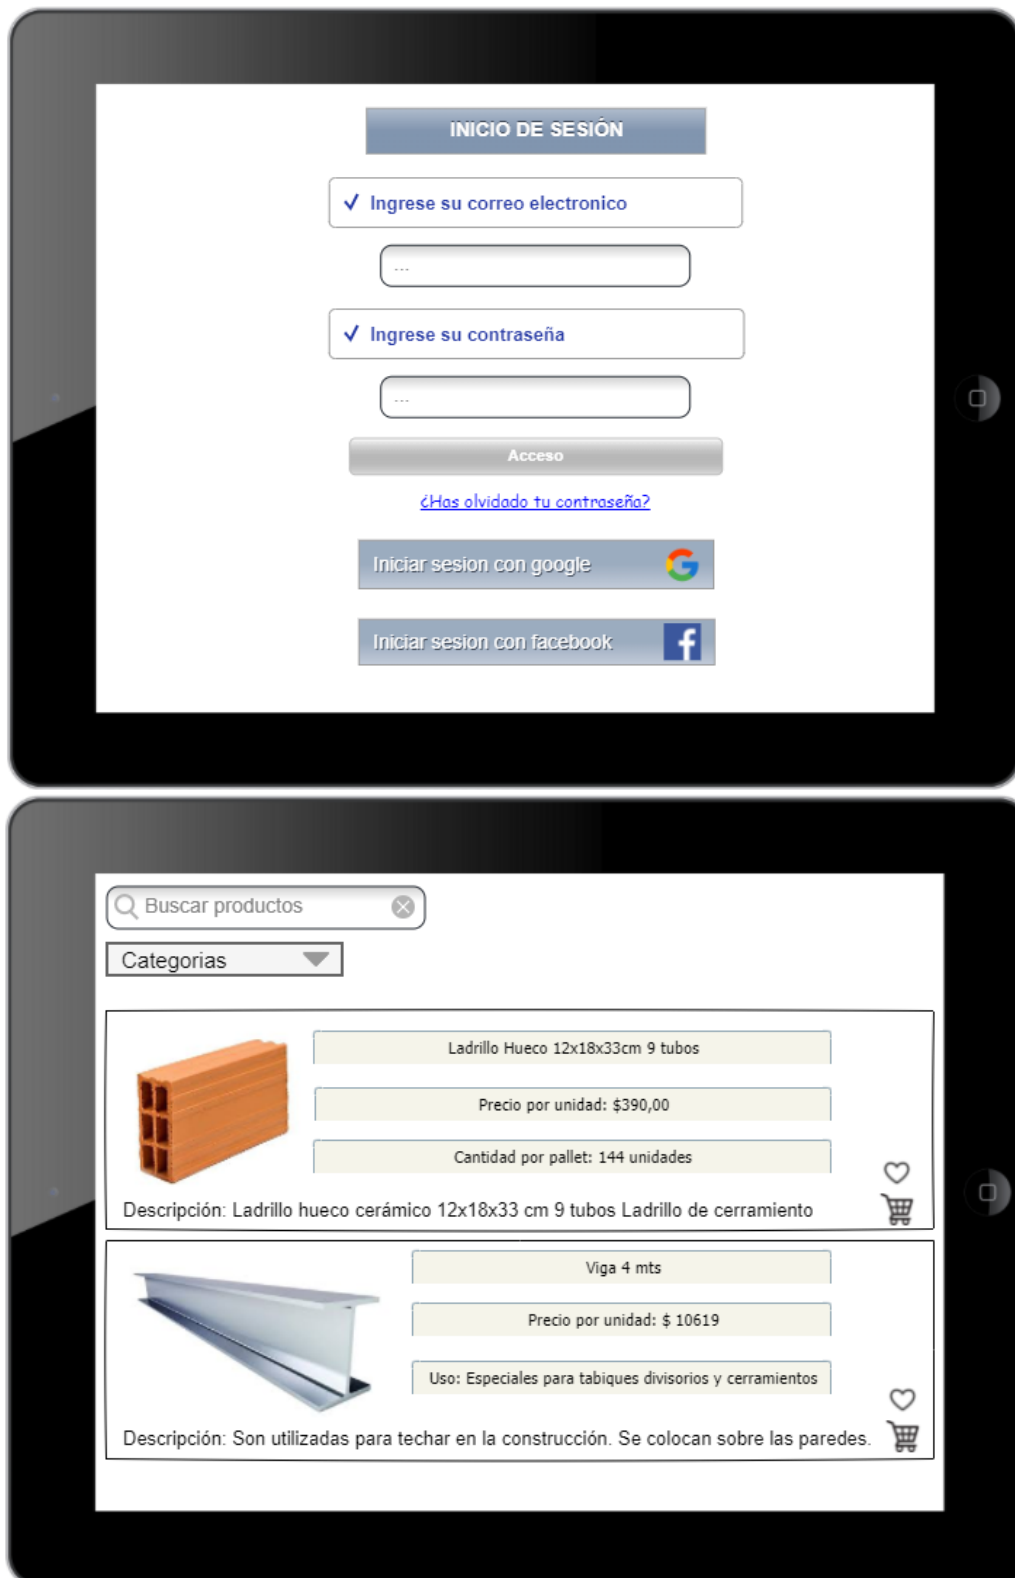 INICIO DE SESIÓN
Ingrese su correo electronico
...
Ingrese su contraseña
...
Acceso
¿Has olvidado tu contraseña?
Iniciar sesion con google
Iniciar sesion con facebook
Buscar productos
Categorias
Ladrillo Hueco 12x18x33cm 9 tubos
Precio por unidad: $390,00
Cantidad por pallet: 144 unidades
Descripción: Ladrillo hueco cerámico 12x18x33 cm 9 tubos Ladrillo de cerramiento
Viga 4 mts
Precio por unidad: $ 10619
Uso: Especiales para tabiques divisorios y cerramientos
Descripción: Son utilizadas para techar en la construcción. Se colocan sobre las paredes.